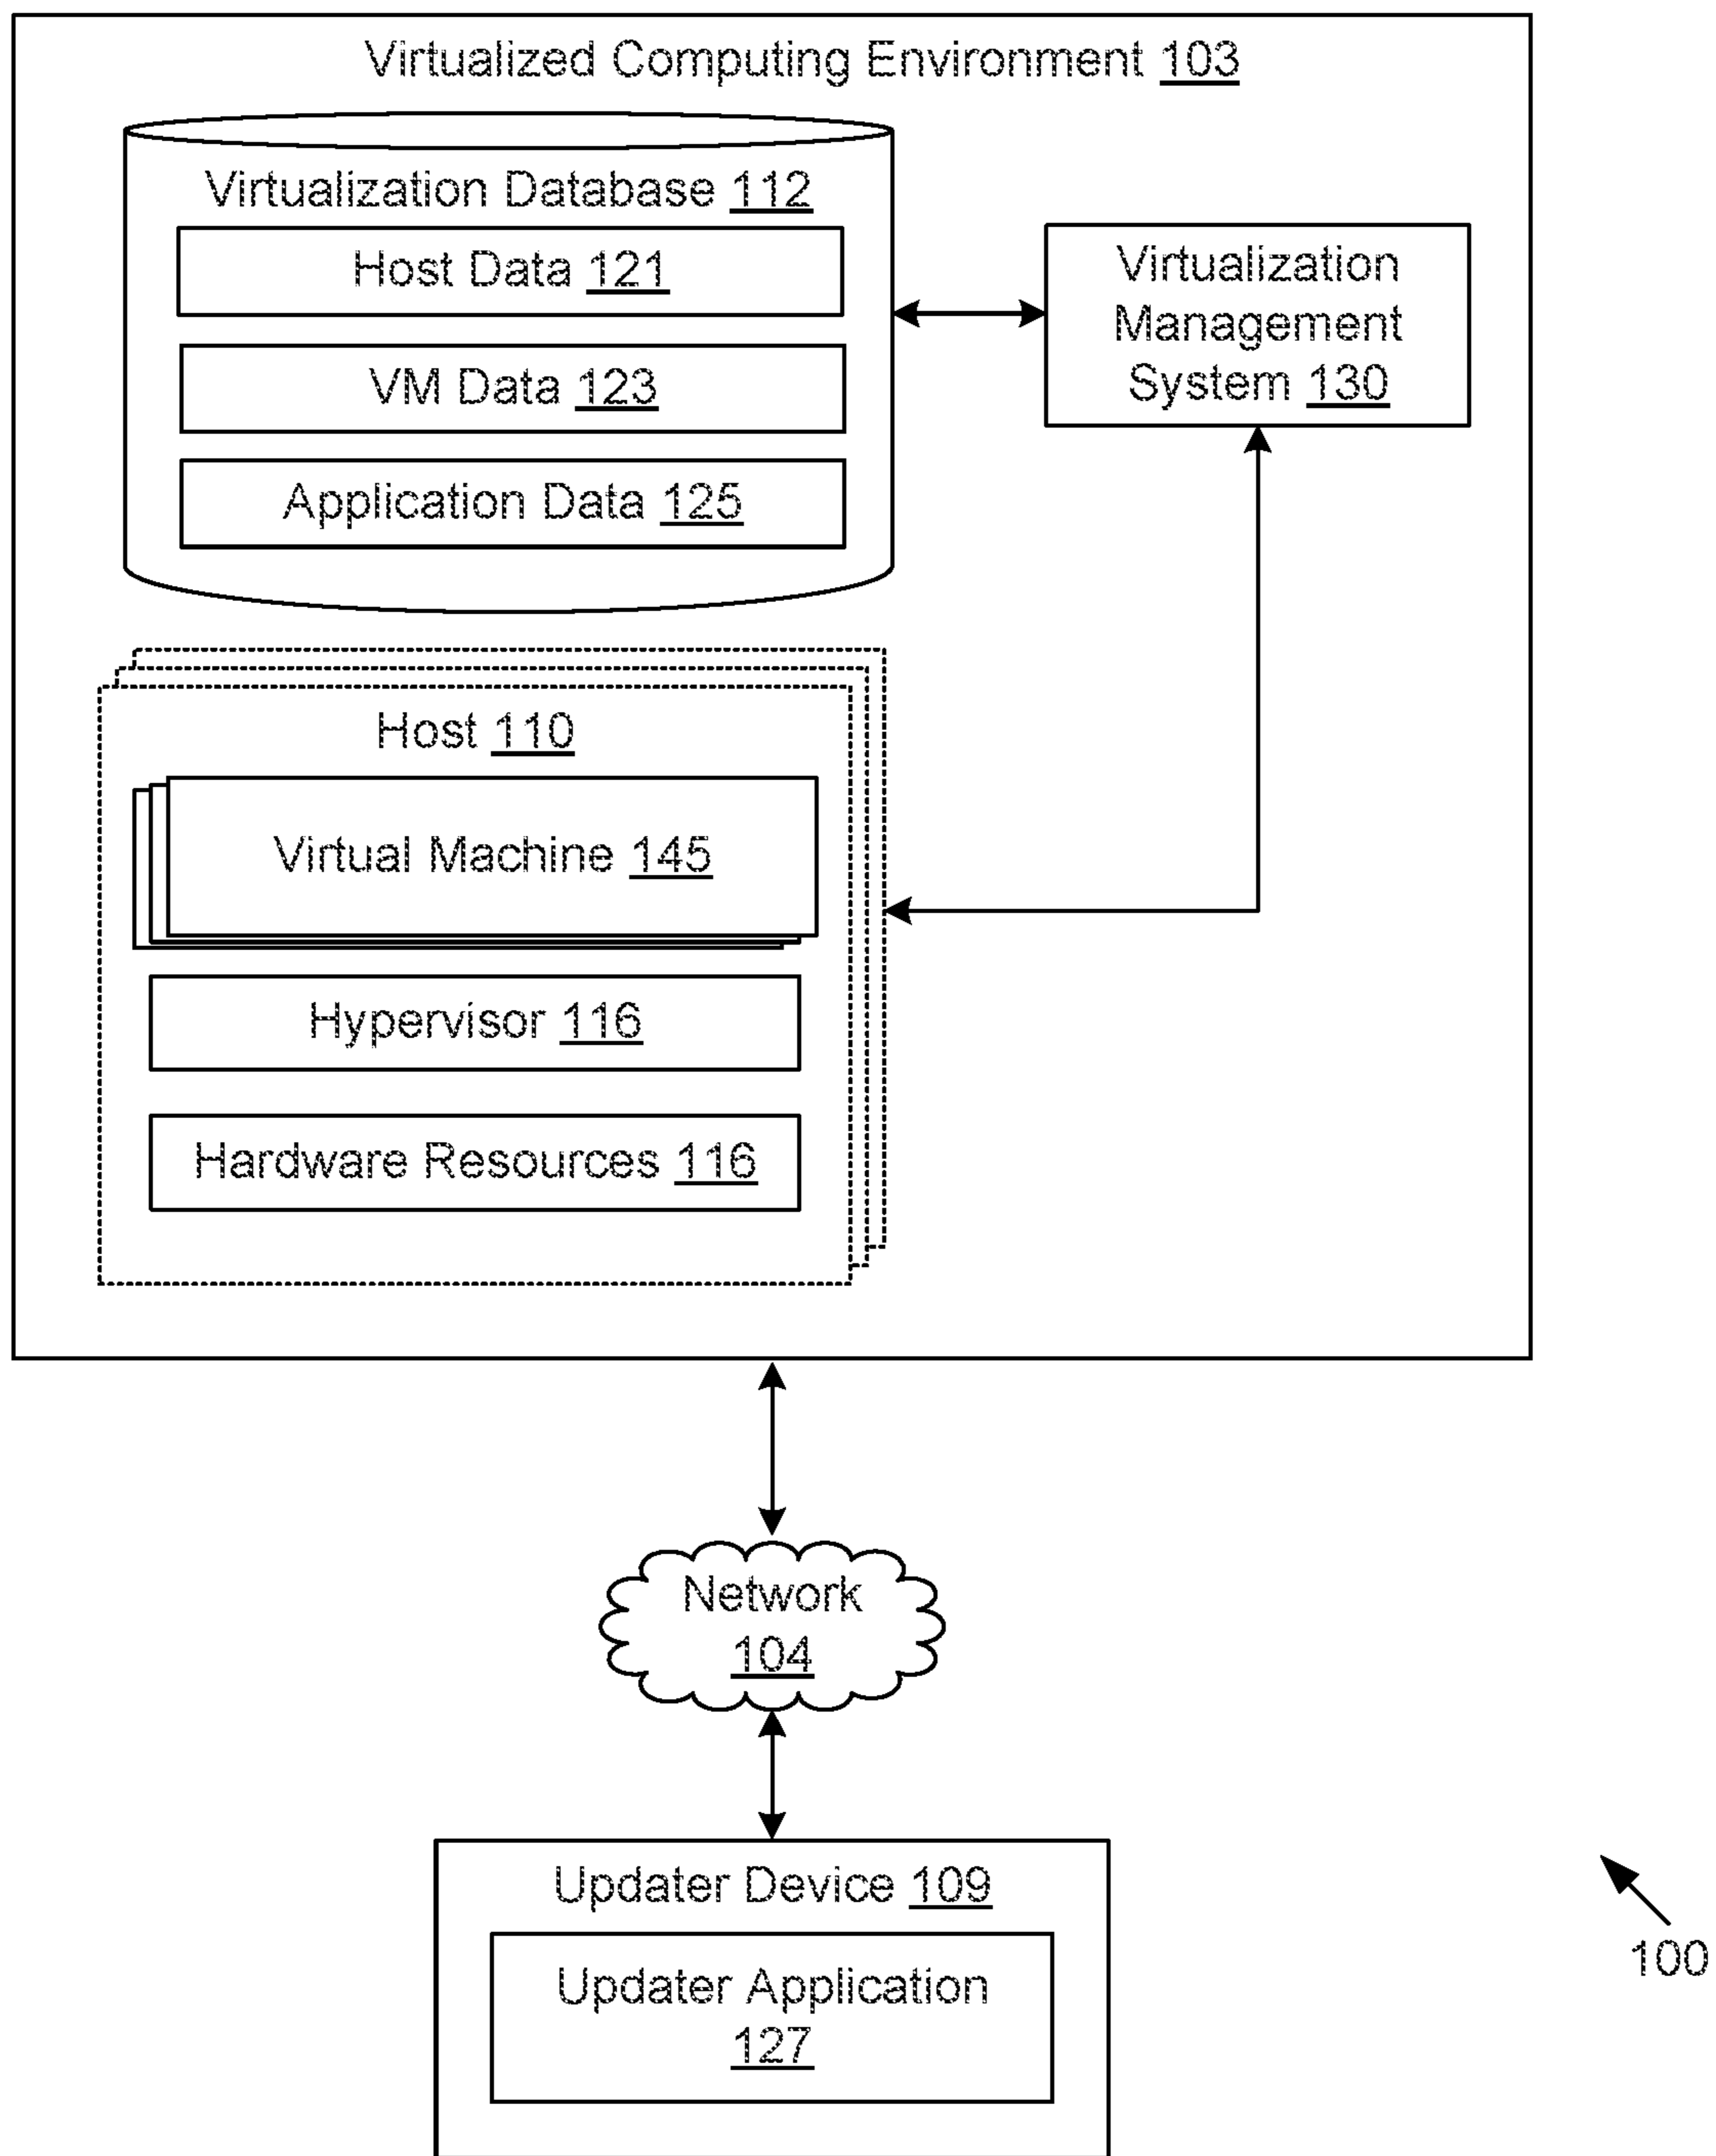 Virtualized Computing Environment 103
Virtualization Database 112
Host Data 121
VM Data 123
Application Data 125
Virtualization
Management
System 130
Host 110
Virtual Machine 145
Hypervisor 116
Hardware Resources 116
Network
104
Updater Device 109
Updater Application
127
100